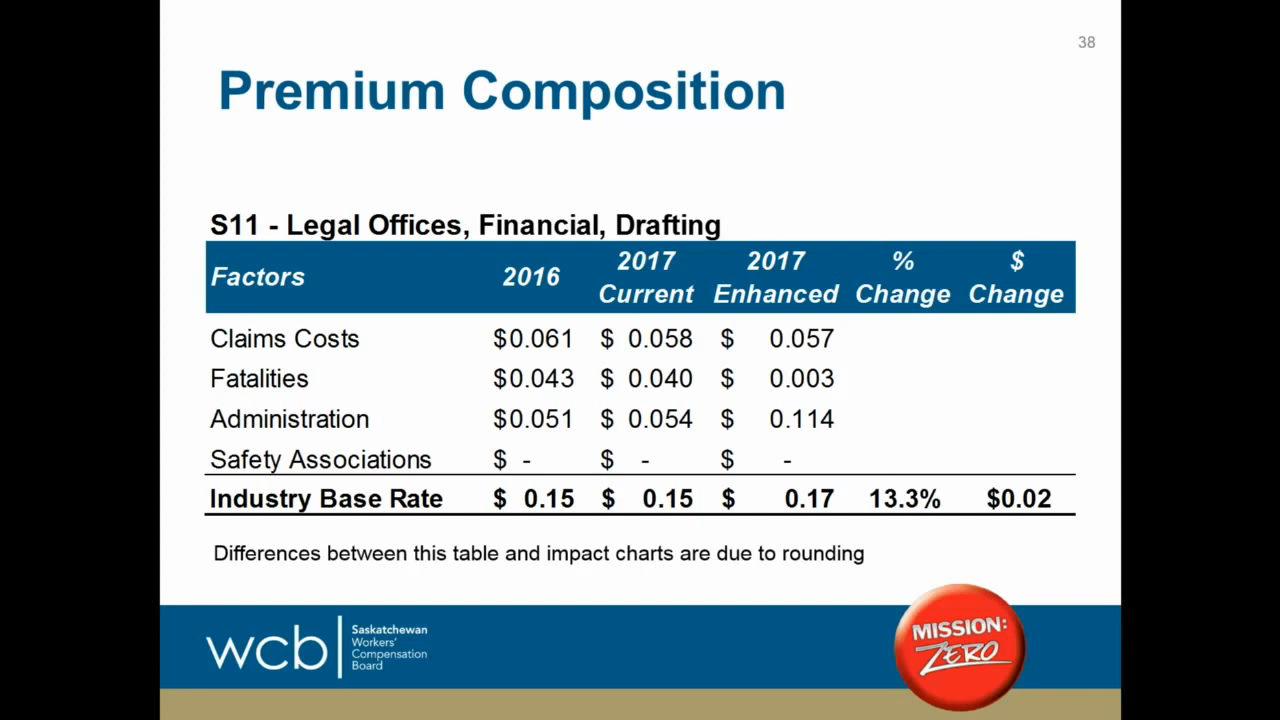 38
Premium Composition
S11 - Legal Offices, Financial, Drafting
Factors 2016 2017 Current 2017 Enhanced % Change $ Change
Claims Costs $0.061 $ 0.058 $ 0.057
Fatalities $0.043 $ 0.040 $ 0.003
Administration $0.051 $ 0.054 $ 0.114
Safety Associations $ - $ - $ -
Industry Base Rate $ 0.15 $ 0.15 $ 0.17 13.3% $0.02
Differences between this table and impact charts are due to rounding
wcb
Saskatchewan
Workers'
Compensation
Board
MISSION:
ZERO